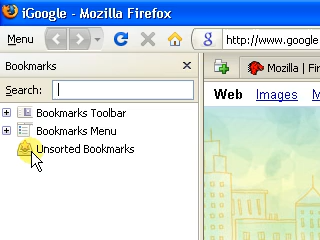 iGoogle - Mozilla Firefox
Menu
http://www.google
Bookmarks
Mozilla | Fir
Search:
Web Images M
Bookmarks Toolbar
Bookmarks Menu
Unsorted Bookmarks